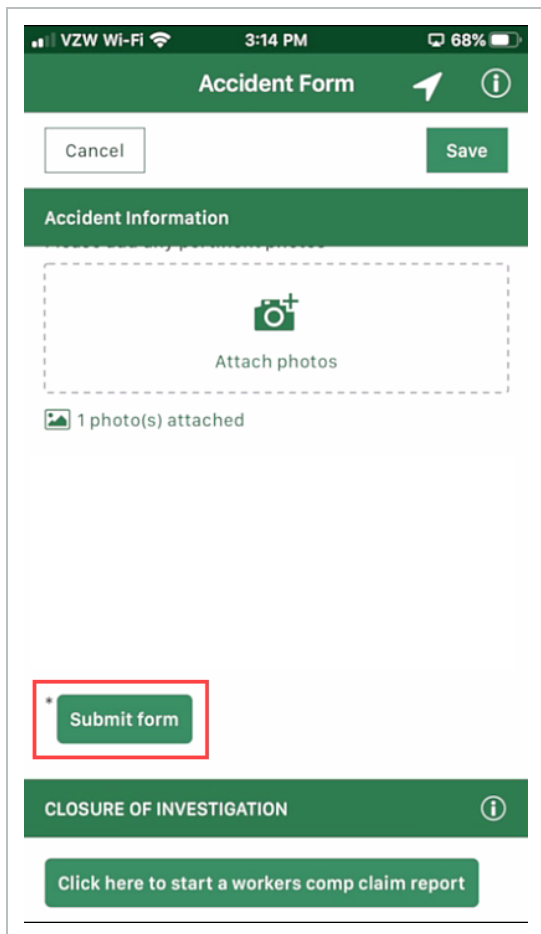 VZW Wi-Fi 3:14 PM 68%
Accident Form
Cancel Save
Accident Information
Attach photos
1 photo(s) attached
* Submit form
CLOSURE OF INVESTIGATION
Click here to start a workers comp claim report